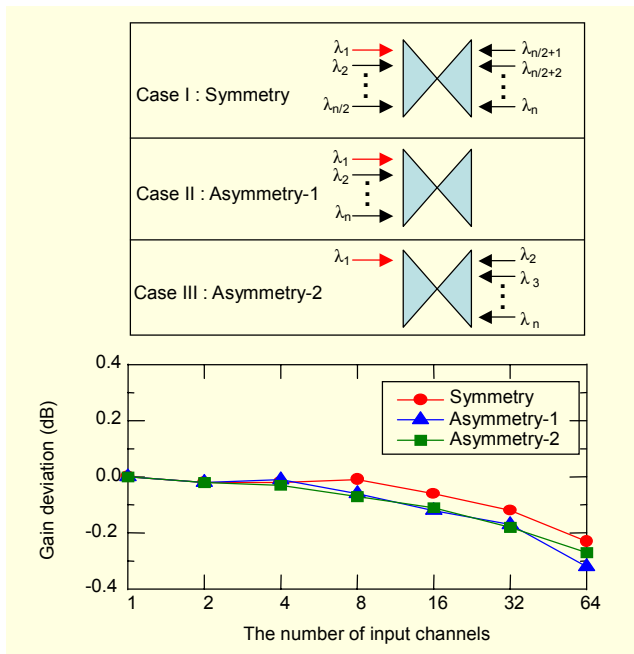 Case I : Symmetry
λ1
λ2
λn/2
λn/2+1
λn/2+2
λn
Case II : Asymmetry-1
λ1
λ2
λn
Case III : Asymmetry-2
λ1
λ2
λ3
λn
Gain deviation (dB)
0.4
0.0
-0.2
-0.4
Symmetry
Asymmetry-1
Asymmetry-2
1 2 4 8 16 32 64
The number of input channels